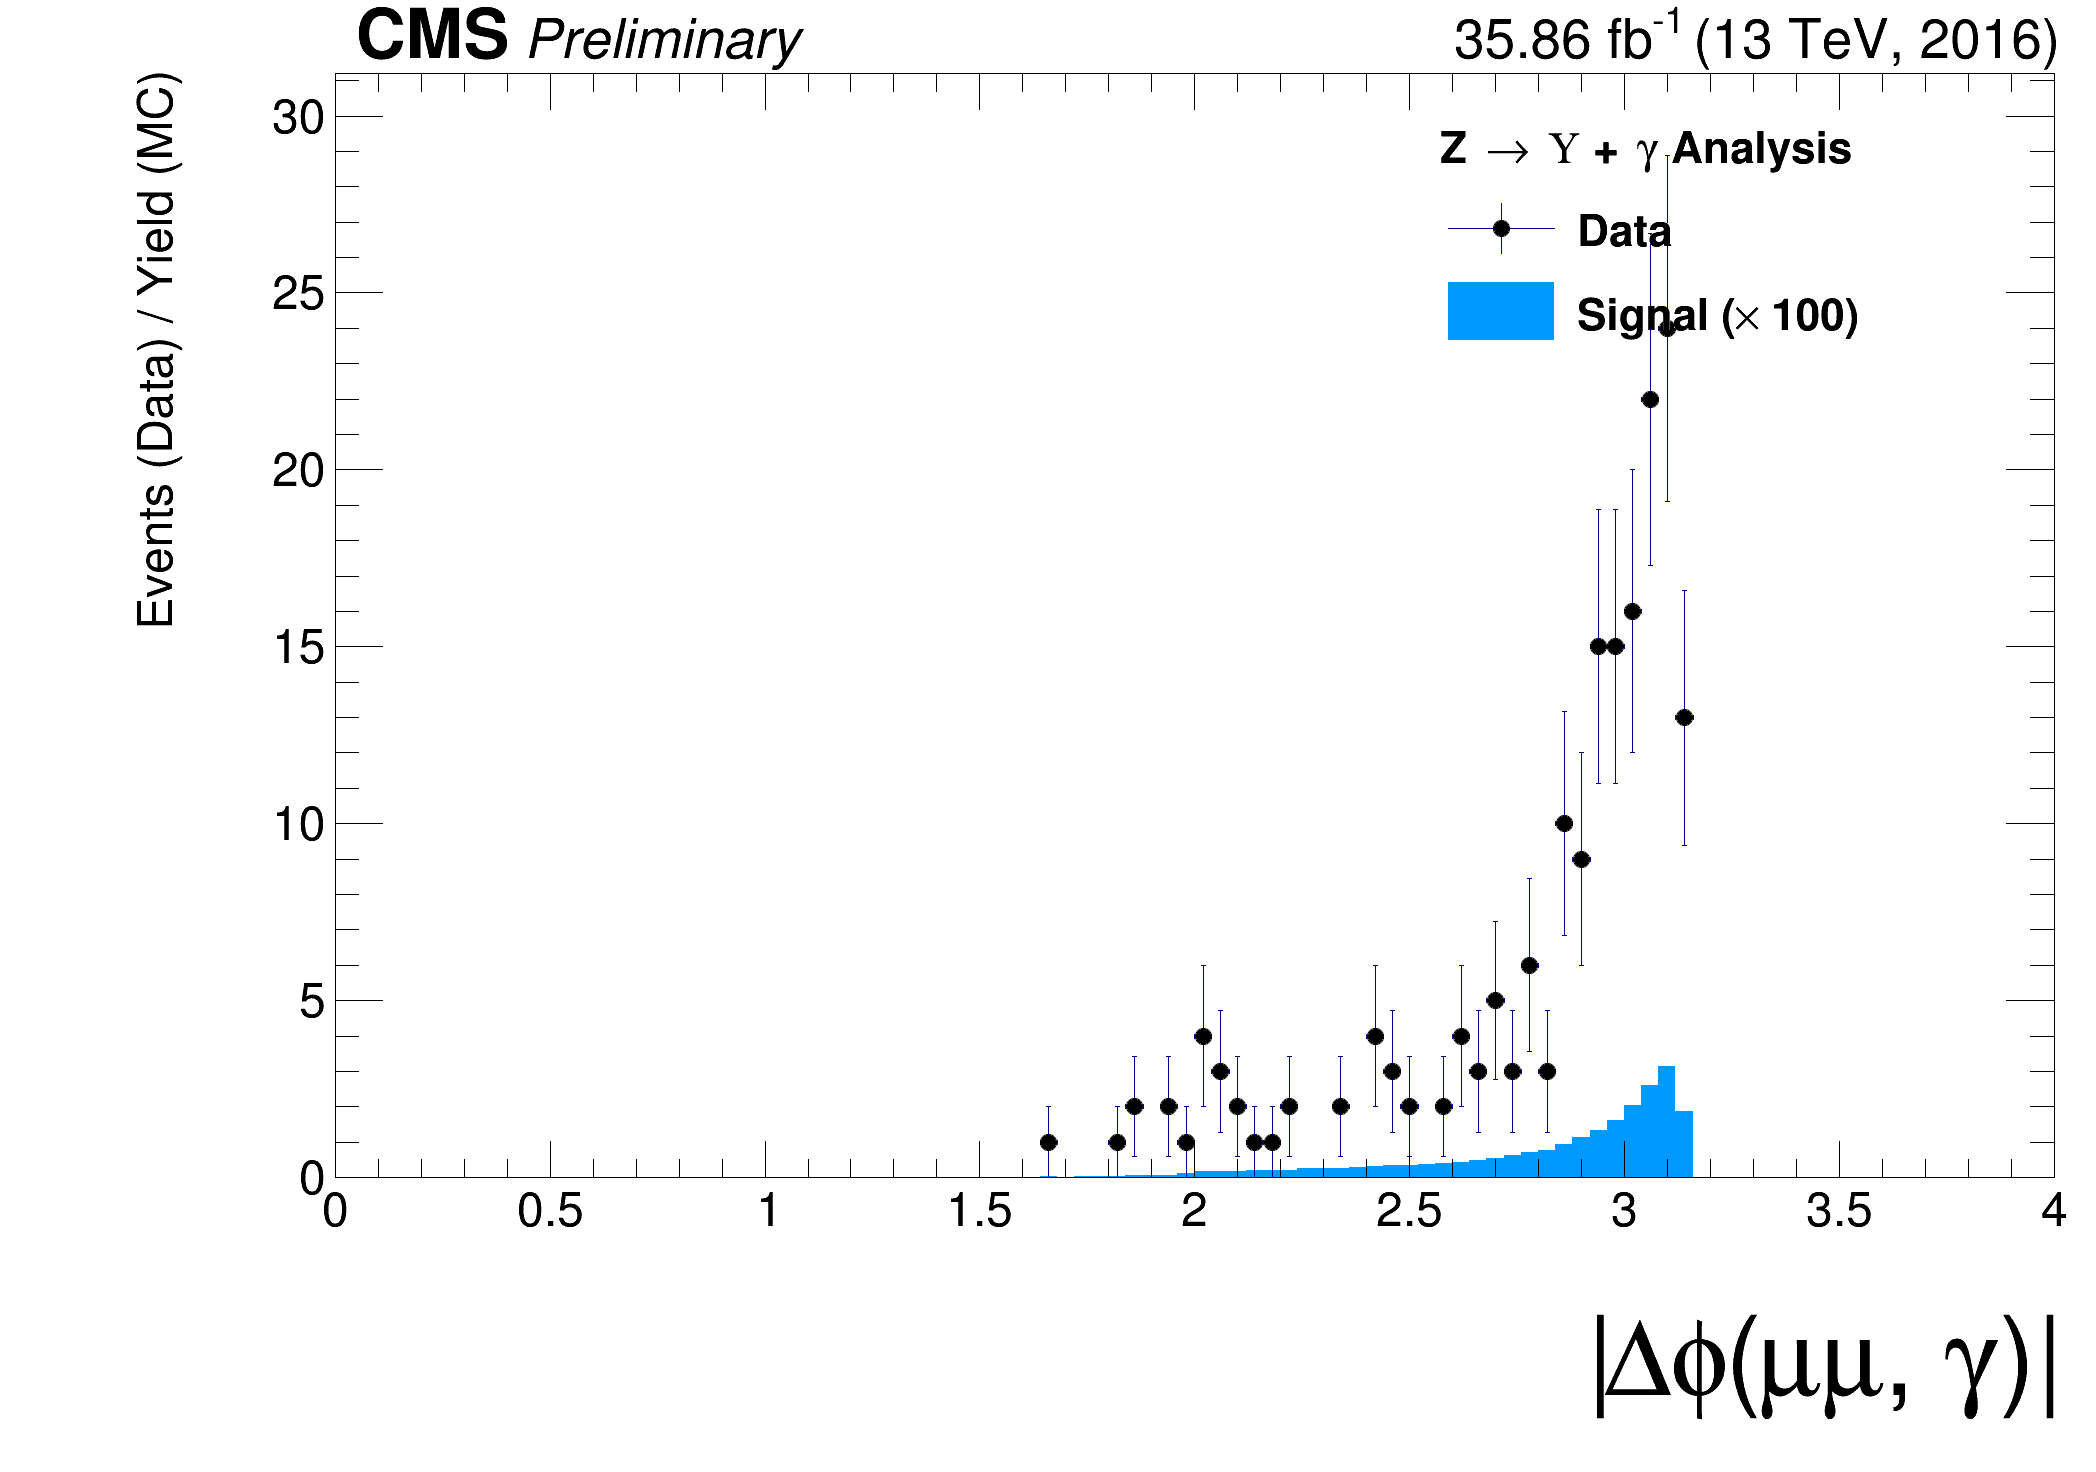 CMS Preliminary
35.86 fb⁻¹ (13 TeV, 2016)
Events (Data) / Yield (MC)
30
25
20
15
10
5
0
Z → Υ + γ Analysis
Data
Signal (× 100)
0 0.5 1 1.5 2 2.5 3 3.5 4
|Δϕ(μμ, γ)|